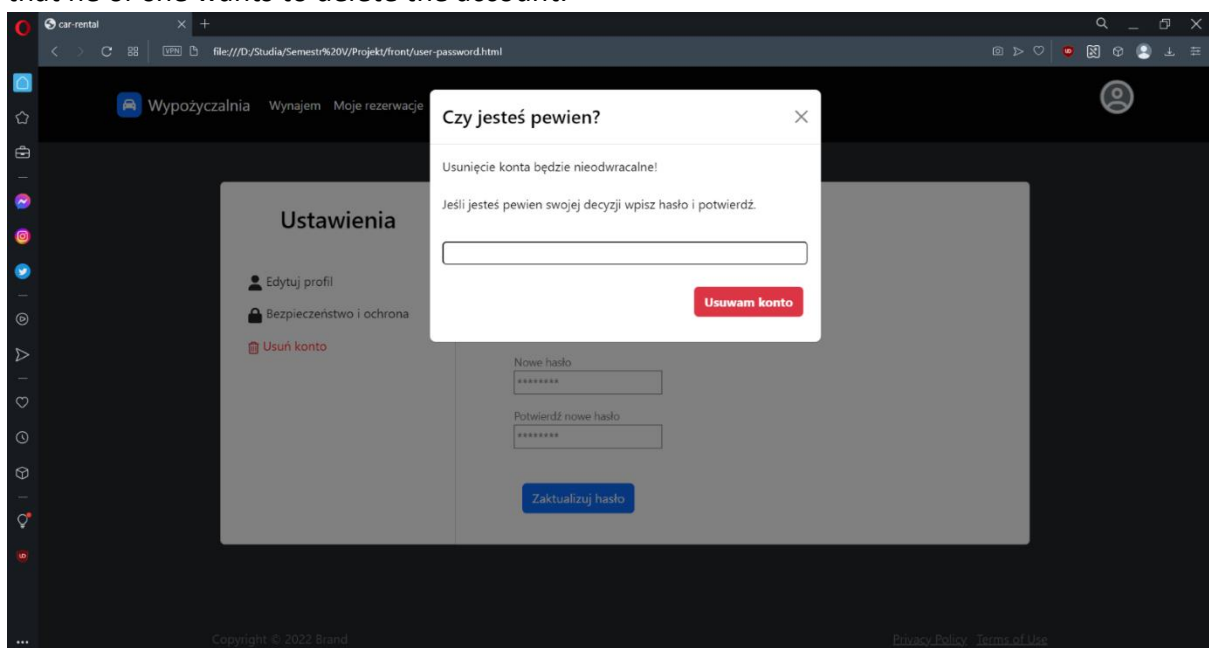 that he or she wants to delete the account.
car-rental
VPN file:///D:/Studia/Semestr%20V/Projekt/front/user-password.html
Wypożyczalnia Wynajem Moje rezerwacje
Czy jesteś pewien?
Usunięcie konta będzie nieodwracalne!
Jeśli jesteś pewien swojej decyzji wpisz hasło i potwierdź.
Usuwam konto
Ustawienia
Edytuj profil
Bezpieczeństwo i ochrona
Usuń konto
Nowe hasło
********
Potwierdź nowe hasło
********
Zaktualizuj hasło
Copyright © 2022 Brand
Privacy Policy Terms of Use